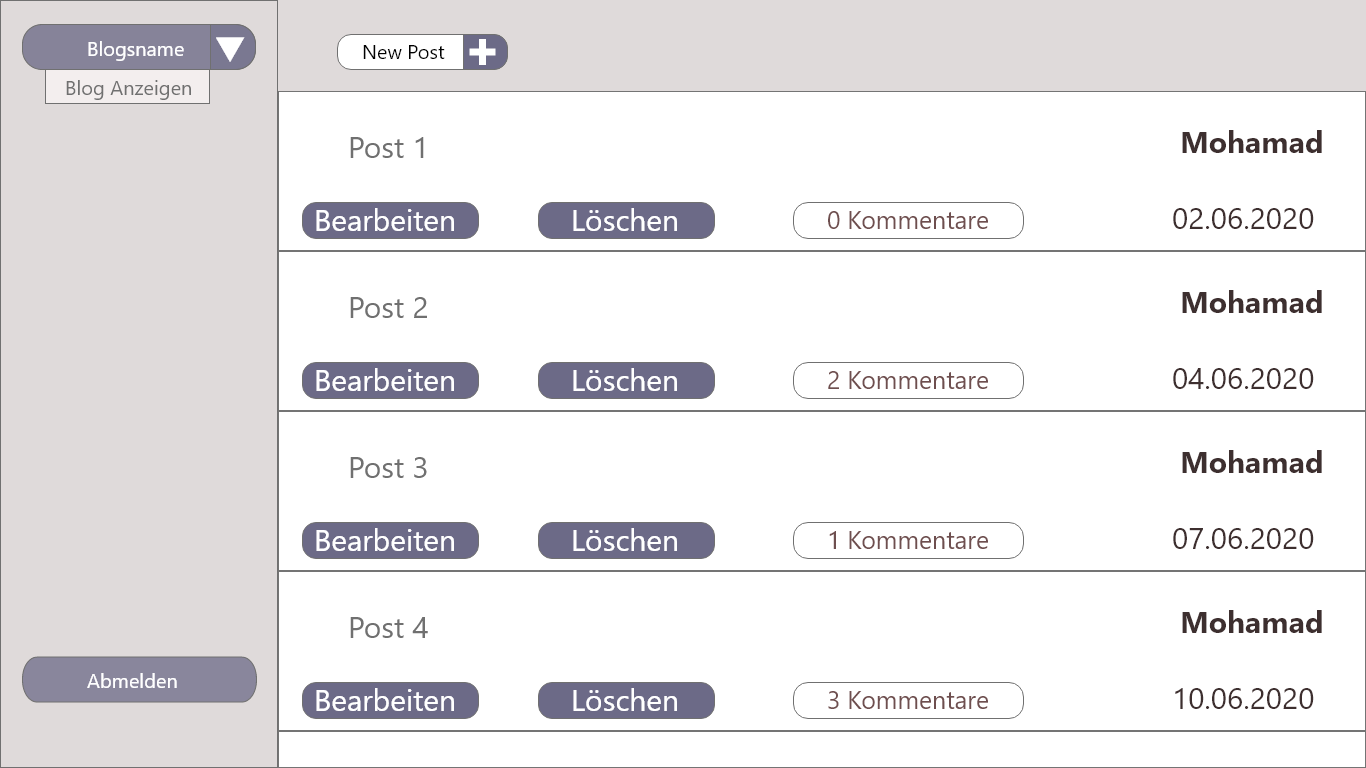 Blogsname
Blog Anzeigen
New Post
Post 1
Mohamad
Bearbeiten
Löschen
0 Kommentare
02.06.2020
Post 2
Mohamad
Bearbeiten
Löschen
2 Kommentare
04.06.2020
Post 3
Mohamad
Bearbeiten
Löschen
1 Kommentare
07.06.2020
Post 4
Mohamad
Bearbeiten
Löschen
3 Kommentare
10.06.2020
Abmelden